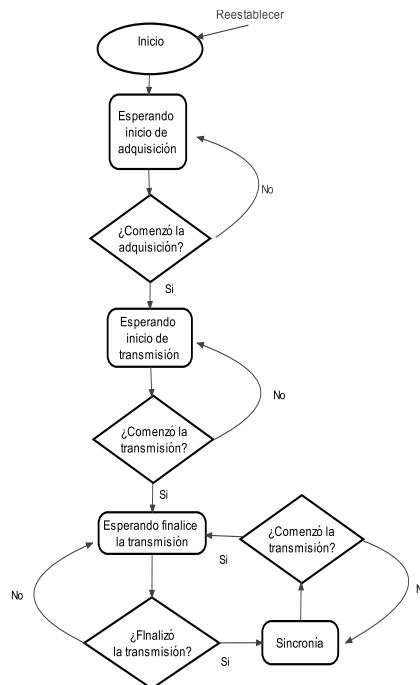 Reestablecer
Inicio
Esperando
inicio de
adquisición
No
¿Comenzó la
adquisición?
Si
Esperando
inicio de
transmisión
No
¿Comenzó la
transmisión?
Si
Esperando finalice
la transmisión
¿Comenzó la
transmisión?
Si
No
¿FInalizó
la transmisión?
Si
Sincronía